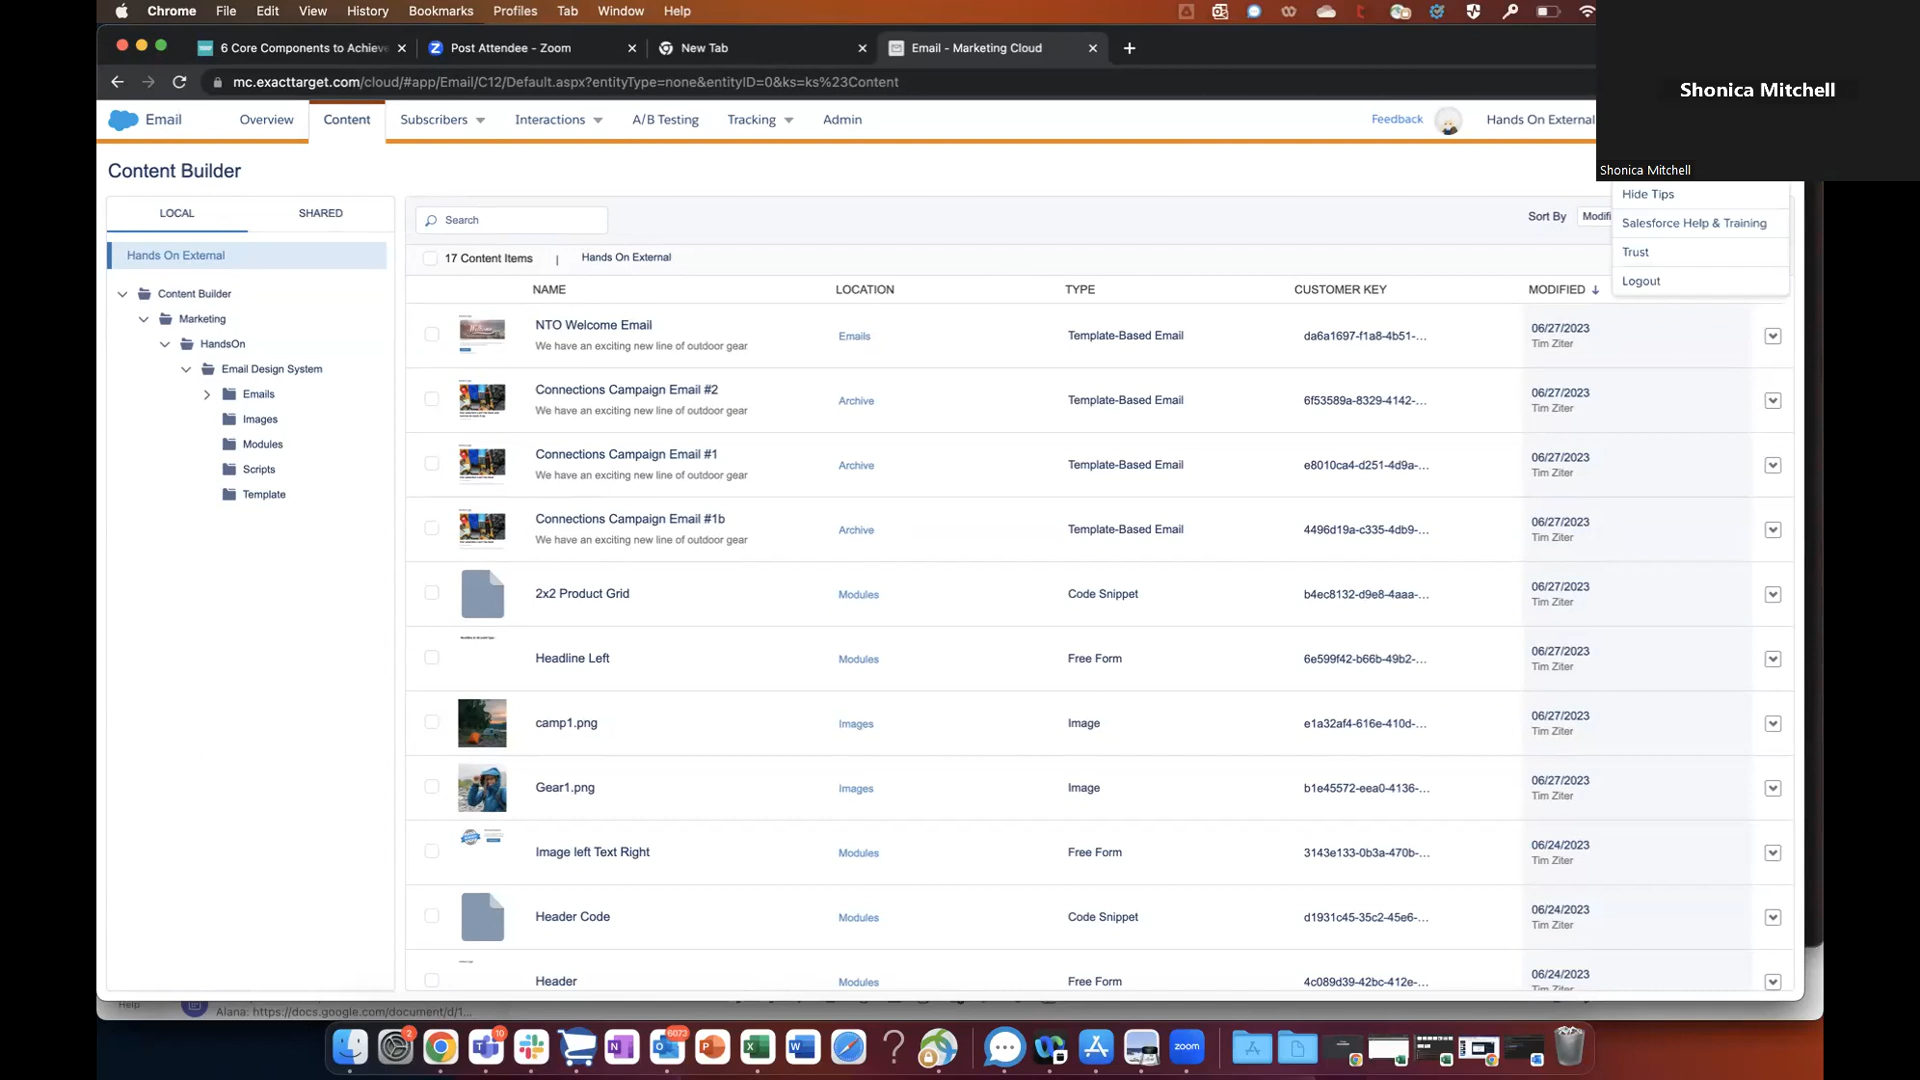 Chrome File Edit View History Bookmarks Profiles Tab Window Help
6 Core Components to Achieve
Post Attendee - Zoom
New Tab
Email - Marketing Cloud
mc.exacttarget.com/cloud/#app/Email/C12/Default.aspx?entityType=none&entityID=0&ks=ks%23Content
Shonica Mitchell
Shonica Mitchell
Email Overview Content Subscribers Interactions A/B Testing Tracking Admin Feedback Hands On External
Hide Tips
Salesforce Help & Training
Trust
Logout
Content Builder
LOCAL SHARED
Hands On External
Content Builder
Marketing
HandsOn
Email Design System
Emails
Images
Modules
Scripts
Template
Search
Sort By Modifi
17 Content Items | Hands On External
NAME LOCATION TYPE CUSTOMER KEY MODIFIED
NTO Welcome Email
We have an exciting new line of outdoor gear
Emails Template-Based Email da6a1697-f1a8-4b51-...
06/27/2023
Tim Ziter
Connections Campaign Email #2
We have an exciting new line of outdoor gear
Archive Template-Based Email 6f53589a-8329-4142-...
06/27/2023
Tim Ziter
Connections Campaign Email #1
We have an exciting new line of outdoor gear
Archive Template-Based Email e8010ca4-d251-4d9a-...
06/27/2023
Tim Ziter
Connections Campaign Email #1b
We have an exciting new line of outdoor gear
Archive Template-Based Email 4496d19a-c335-4db9-...
06/27/2023
Tim Ziter
2x2 Product Grid Modules Code Snippet b4ec8132-d9e8-4aaa-...
06/27/2023
Tim Ziter
Headline Left Modules Free Form 6e599f42-b66b-49b2-...
06/27/2023
Tim Ziter
camp1.png Images Image e1a32af4-616e-410d-...
06/27/2023
Tim Ziter
Gear1.png Images Image b1e45572-eea0-4136-...
06/27/2023
Tim Ziter
Image left Text Right Modules Free Form 3143e133-0b3a-470b-...
06/24/2023
Tim Ziter
Header Code Modules Code Snippet d1931c45-35c2-45e6-...
06/24/2023
Tim Ziter
Header Modules Free Form 4c089d39-42bc-412e-...
06/24/2023
Tim Ziter
Help
Alana: https://docs.google.com/document/d/1...
2
10
6073
zoom